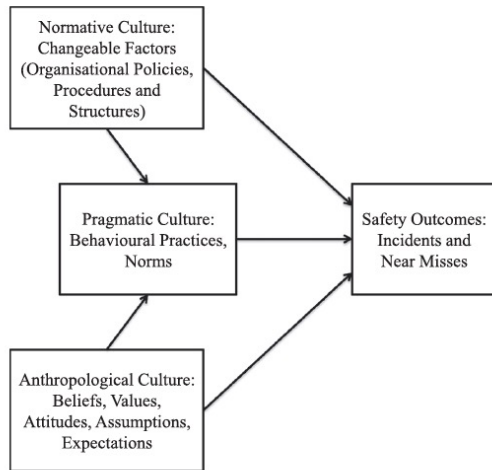 Normative Culture:
Changeable Factors
(Organisational Policies,
Procedures and
Structures)
Pragmatic Culture:
Behavioural Practices,
Norms
Safety Outcomes:
Incidents and
Near Misses
Anthropological Culture:
Beliefs, Values,
Attitudes, Assumptions,
Expectations